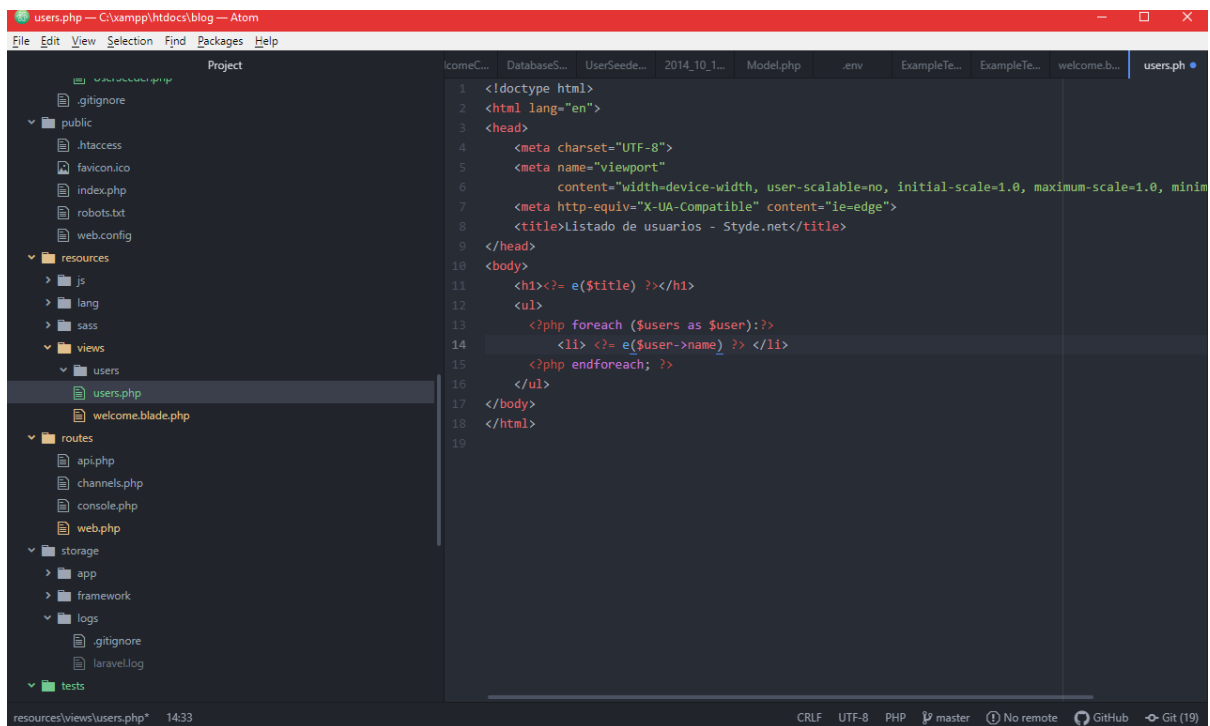 users.php — C:\xampp\htdocs\blog — Atom
File Edit View Selection Find Packages Help
Project
.gitignore
public
.htaccess
favicon.ico
index.php
robots.txt
web.config
resources
js
lang
sass
views
users
users.php
welcome.blade.php
routes
api.php
channels.php
console.php
web.php
storage
app
framework
logs
.gitignore
laravel.log
tests
lcomeC... DatabaseS... UserSeede... 2014_10_1... Model.php .env ExampleTe... ExampleTe... welcome.b... users.ph
1 <!doctype html>
2 <html lang="en">
3 <head>
4 <meta charset="UTF-8">
5 <meta name="viewport"
6 content="width=device-width, user-scalable=no, initial-scale=1.0, maximum-scale=1.0, minim
7 <meta http-equiv="X-UA-Compatible" content="ie=edge">
8 <title>Listado de usuarios - Styde.net</title>
9 </head>
10 <body>
11 <h1><?= e($title) ?></h1>
12 <ul>
13 <?php foreach ($users as $user):?>
14 <li> <?= e($user->name) ?> </li>
15 <?php endforeach; ?>
16 </ul>
17 </body>
18 </html>
19
resources\views\users.php* 14:33 CRLF UTF-8 PHP master No remote GitHub Git (19)